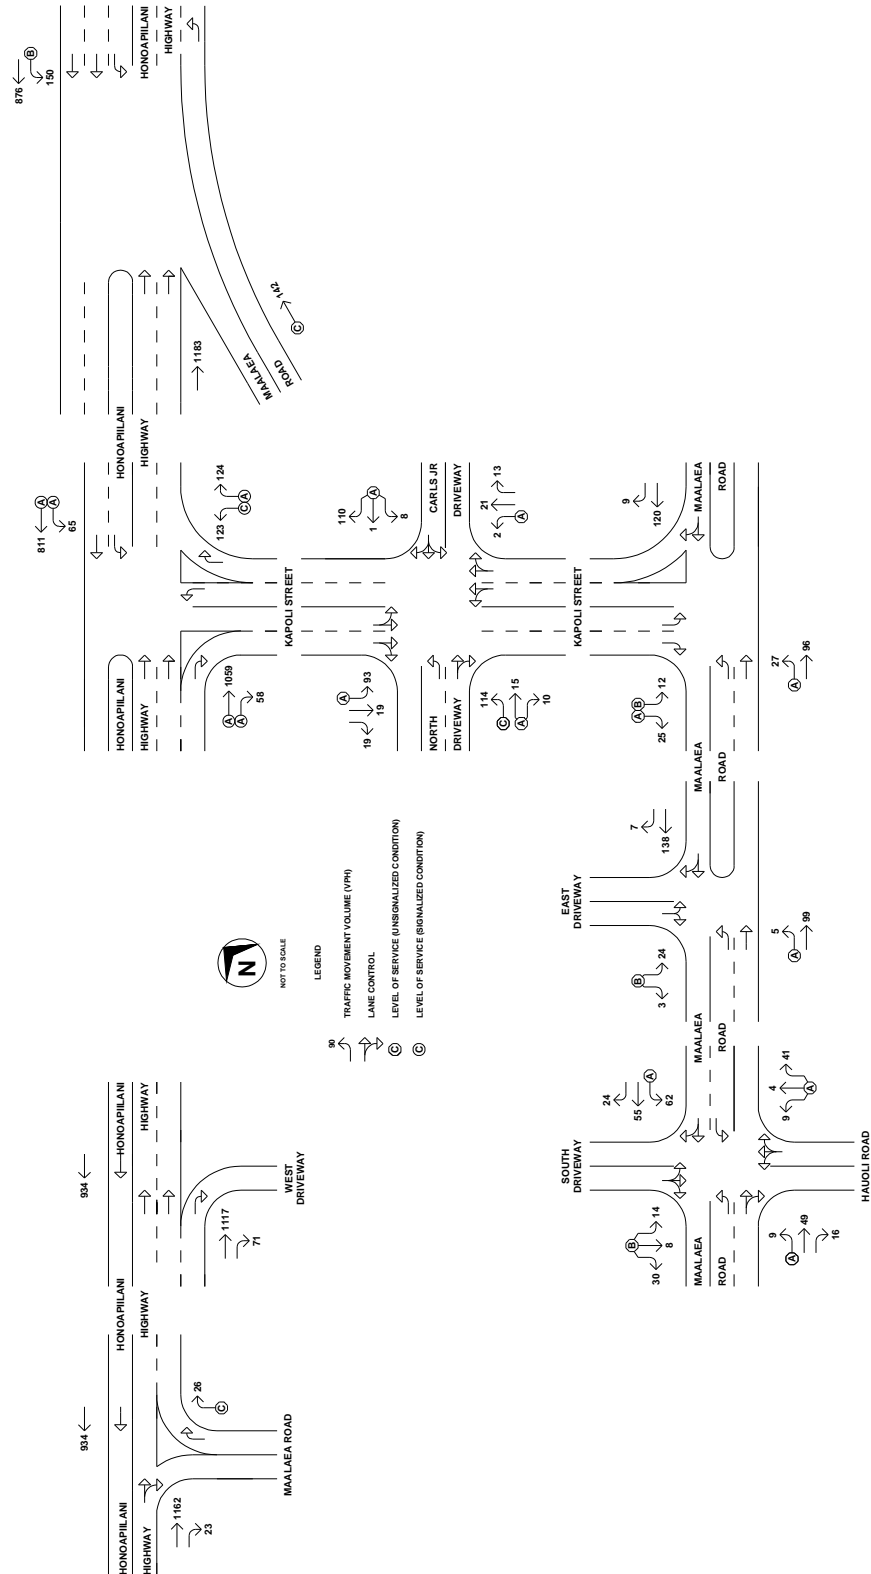 876
B
150
HONOAPIILANI
HIGHWAY
142
C
MAALAEA
ROAD
1183
HONOAPIILANI
HIGHWAY
811
A
A
65
124
C A
123
110
A
1
8
CARLS JR
DRIVEWAY
13
21
2
A
9
120
MAALAEA
ROAD
KAPOLI STREET
KAPOLI STREET
HONOAPIILANI
HIGHWAY
1059
A
A
58
93
A
19
19
NORTH
DRIVEWAY
114
15
C
A
10
12
A B
25
27
96
A
MAALAEA
ROAD
7
138
EAST
DRIVEWAY
5
99
A
24
B
3
MAALAEA
ROAD
N
NOT TO SCALE
LEGEND
90
TRAFFIC MOVEMENT VOLUME (VPH)
LANE CONTROL
C
LEVEL OF SERVICE (UNSIGNALIZED CONDITION)
C
LEVEL OF SERVICE (SIGNALIZED CONDITION)
24
55
A
62
41
4
A
9
SOUTH
DRIVEWAY
HAUOLI ROAD
14
B
8
30
MAALAEA
ROAD
9
49
A
16
934
HONOAPIILANI
HIGHWAY
WEST
DRIVEWAY
1117
71
HONOAPIILANI
HIGHWAY
934
26
C
MAALAEA ROAD
1162
23
HONOAPIILANI
HIGHWAY